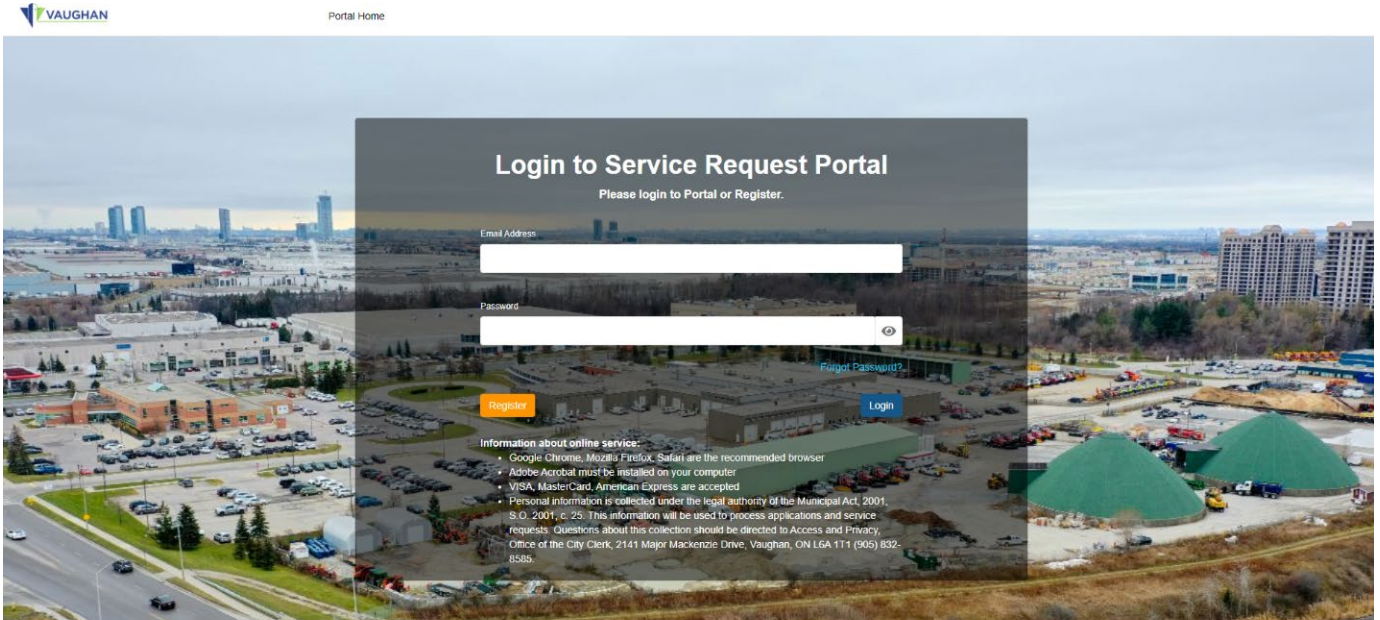 VAUGHAN
Portal Home
Login to Service Request Portal
Please login to Portal or Register.
Email Address
Password
Forgot Password?
Register
Login
Information about online service:
Google Chrome, Mozilla Firefox, Safari are the recommended browser
Adobe Acrobat must be installed on your computer
VISA, MasterCard, American Express are accepted
Personal information is collected under the legal authority of the Municipal Act, 2001,
S.O. 2001, c. 25. This information will be used to process applications and service
requests. Questions about this collection should be directed to Access and Privacy,
Office of the City Clerk, 2141 Major Mackenzie Drive, Vaughan, ON L6A 1T1 (905) 832-
8585.